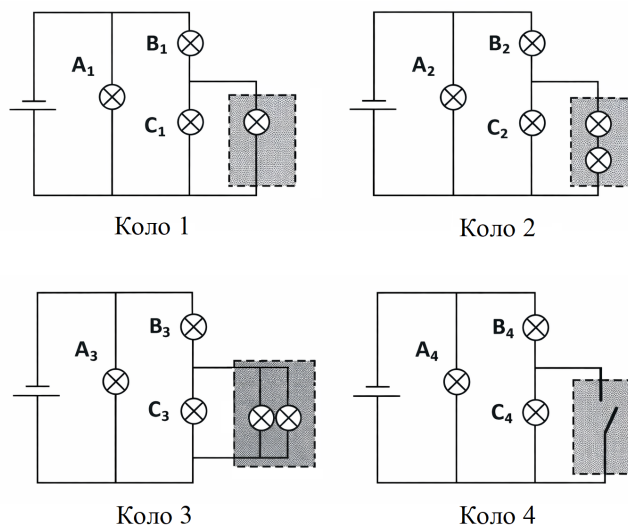 A₁ B₁ C₁
Коло 1
A₂ B₂ C₂
Коло 2
A₃ B₃ C₃
Коло 3
A₄ B₄ C₄
Коло 4